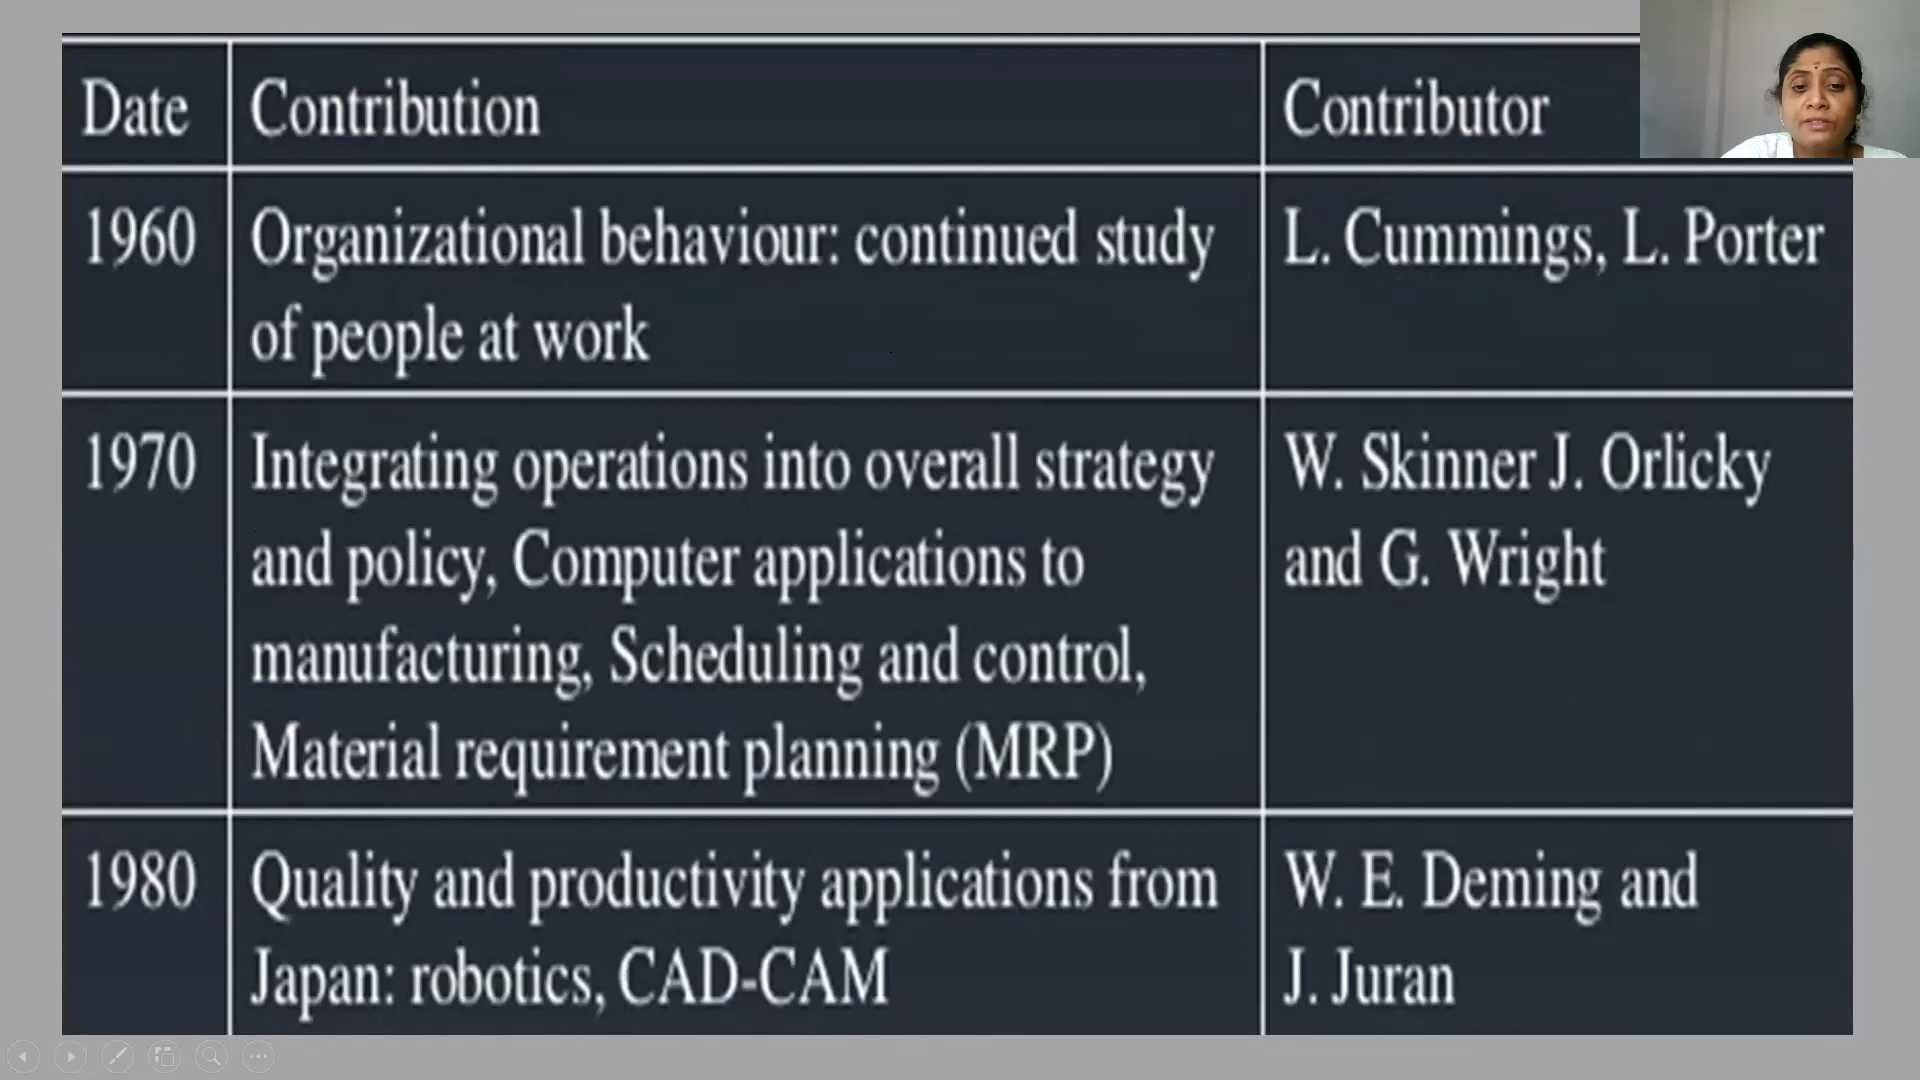 Date Contribution Contributor
1960 Organizational behaviour: continued study L. Cummings, L. Porter
of people at work
1970 Integrating operations into overall strategy W. Skinner J. Orlicky
and policy, Computer applications to and G. Wright
manufacturing, Scheduling and control,
Material requirement planning (MRP)
1980 Quality and productivity applications from W. E. Deming and
Japan: robotics, CAD-CAM J. Juran